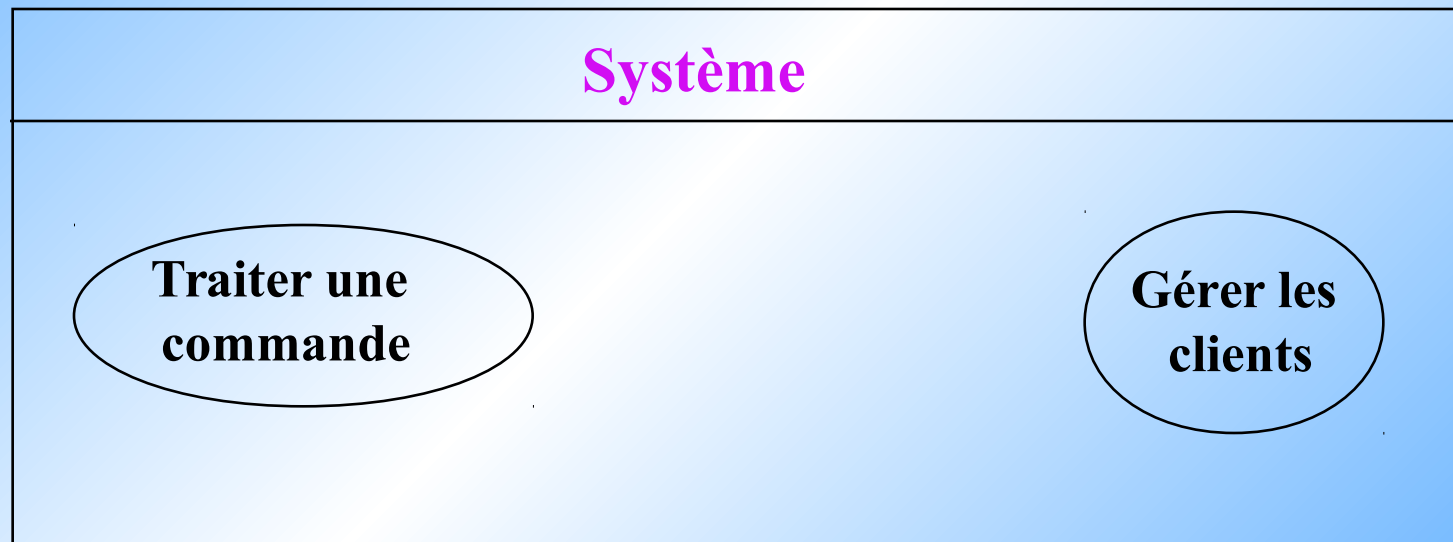 Système
Traiter une
commande
Gérer les
clients